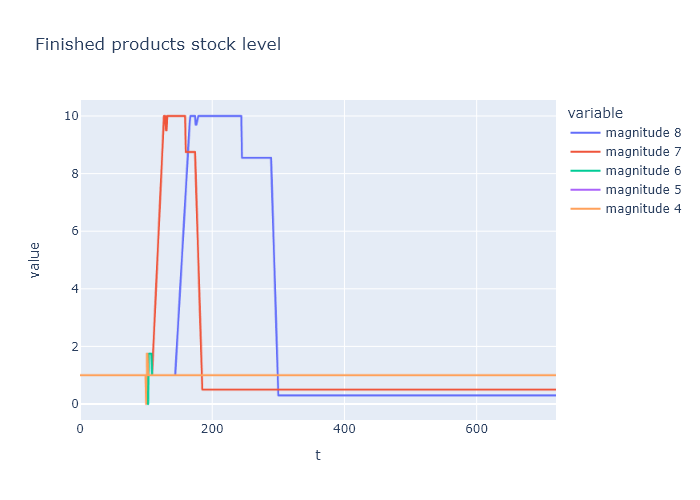 Finished products stock level
variable
magnitude 8
magnitude 7
magnitude 6
magnitude 5
magnitude 4
10
8
6
4
2
0
value
0 200 400 600
t